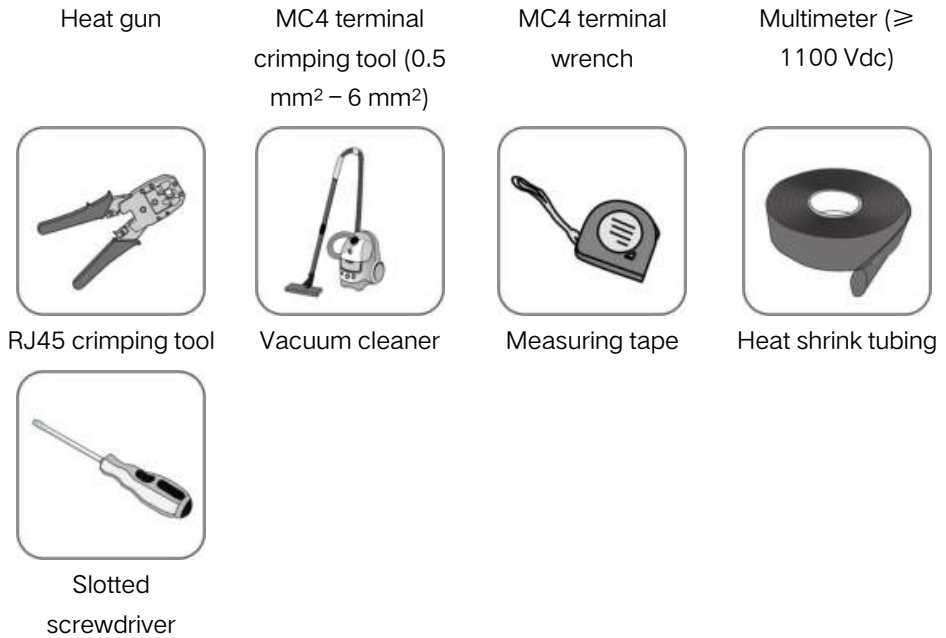 Heat gun
MC4 terminal
crimping tool (0.5
mm² – 6 mm²)
MC4 terminal
wrench
Multimeter (≥
1100 Vdc)
RJ45 crimping tool
Vacuum cleaner
Measuring tape
Heat shrink tubing
Slotted
screwdriver